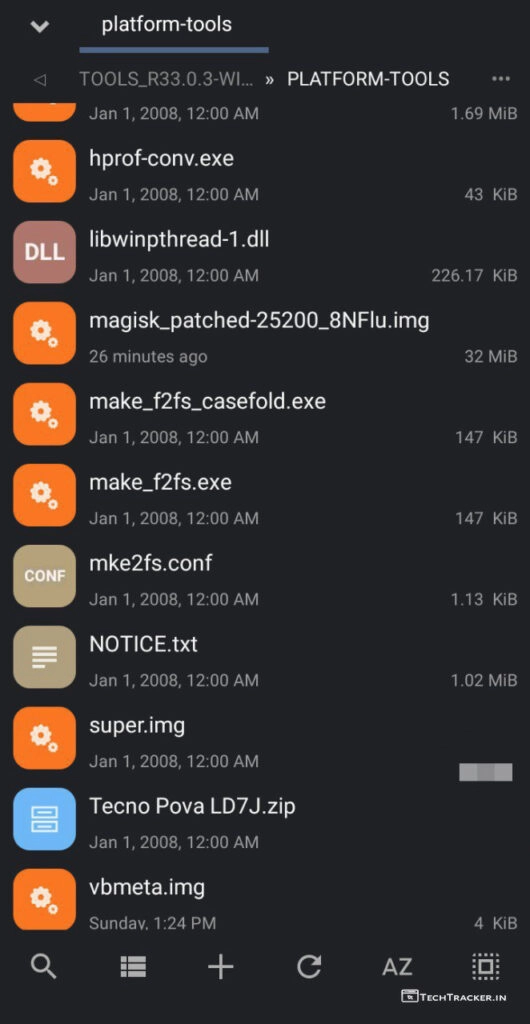 platform-tools
TOOLS_R33.0.3-WI... » PLATFORM-TOOLS
Jan 1, 2008, 12:00 AM 1.69 MiB
hprof-conv.exe
Jan 1, 2008, 12:00 AM 43 KiB
DLL
libwinpthread-1.dll
Jan 1, 2008, 12:00 AM 226.17 KiB
magisk_patched-25200_8NFlu.img
26 minutes ago 32 MiB
make_f2fs_casefold.exe
Jan 1, 2008, 12:00 AM 147 KiB
make_f2fs.exe
Jan 1, 2008, 12:00 AM 147 KiB
CONF
mke2fs.conf
Jan 1, 2008, 12:00 AM 1.13 KiB
NOTICE.txt
Jan 1, 2008, 12:00 AM 1.02 MiB
super.img
Jan 1, 2008, 12:00 AM
Tecno Pova LD7J.zip
Jan 1, 2008, 12:00 AM
vbmeta.img
Sunday, 1:24 PM 4 KiB
AZ
TECHTRACKER.IN